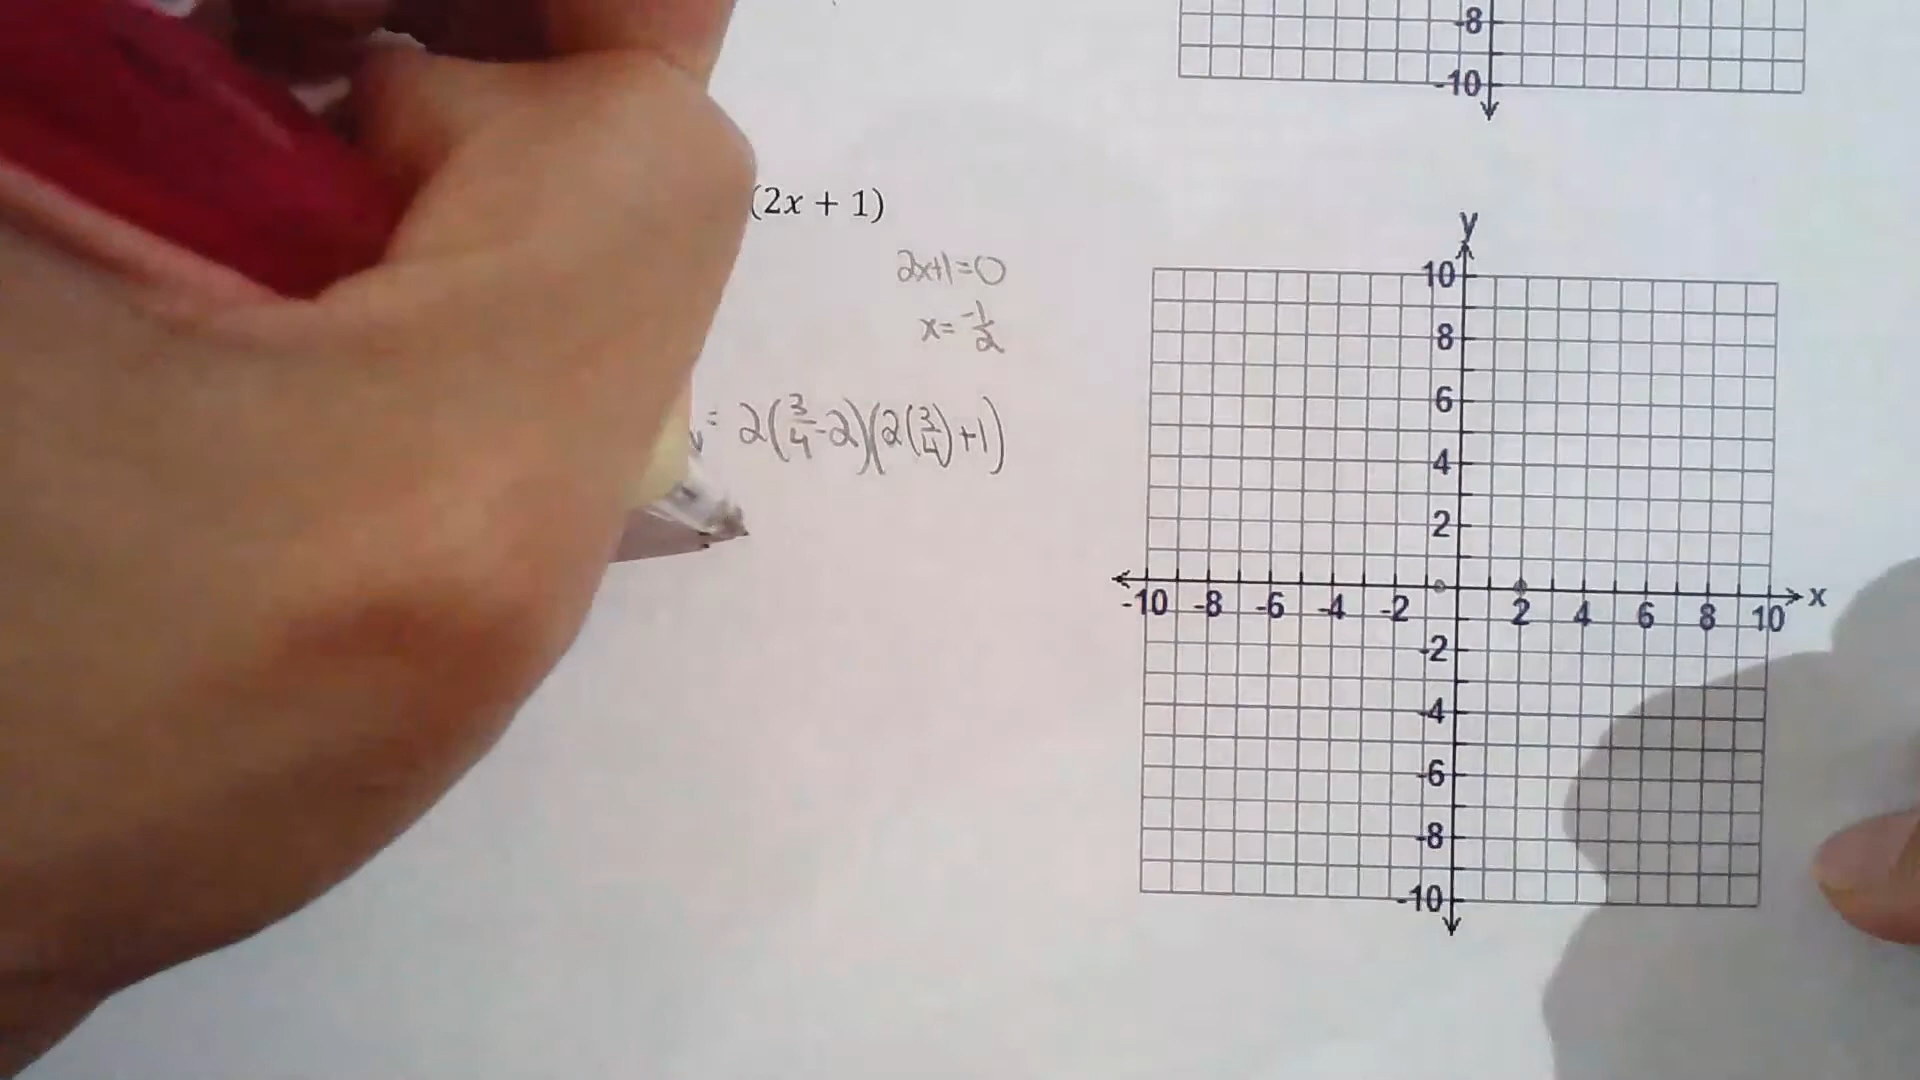 -8
-10
(2x + 1)
2x+1=0
x= -1/2
= 2(3/4-2)(2(3/4)+1)
y
10
8
6
4
2
-10 -8 -6 -4 -2 2 4 6 8 10 x
-2
-4
-6
-8
-10